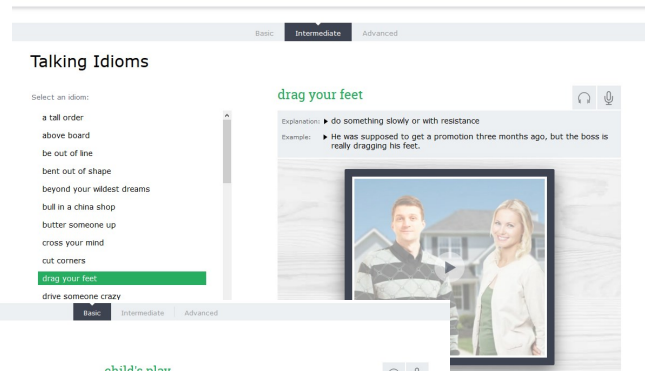 Basic Intermediate Advanced
Talking Idioms
Select an idiom:
a tall order
above board
be out of line
bent out of shape
beyond your wildest dreams
bull in a china shop
butter someone up
cross your mind
cut corners
drag your feet
drive someone crazy
drag your feet
Explanation: ▶ do something slowly or with resistance
Example: ▶ He was supposed to get a promotion three months ago, but the boss is
really dragging his feet.
Basic Intermediate Advanced
child's play